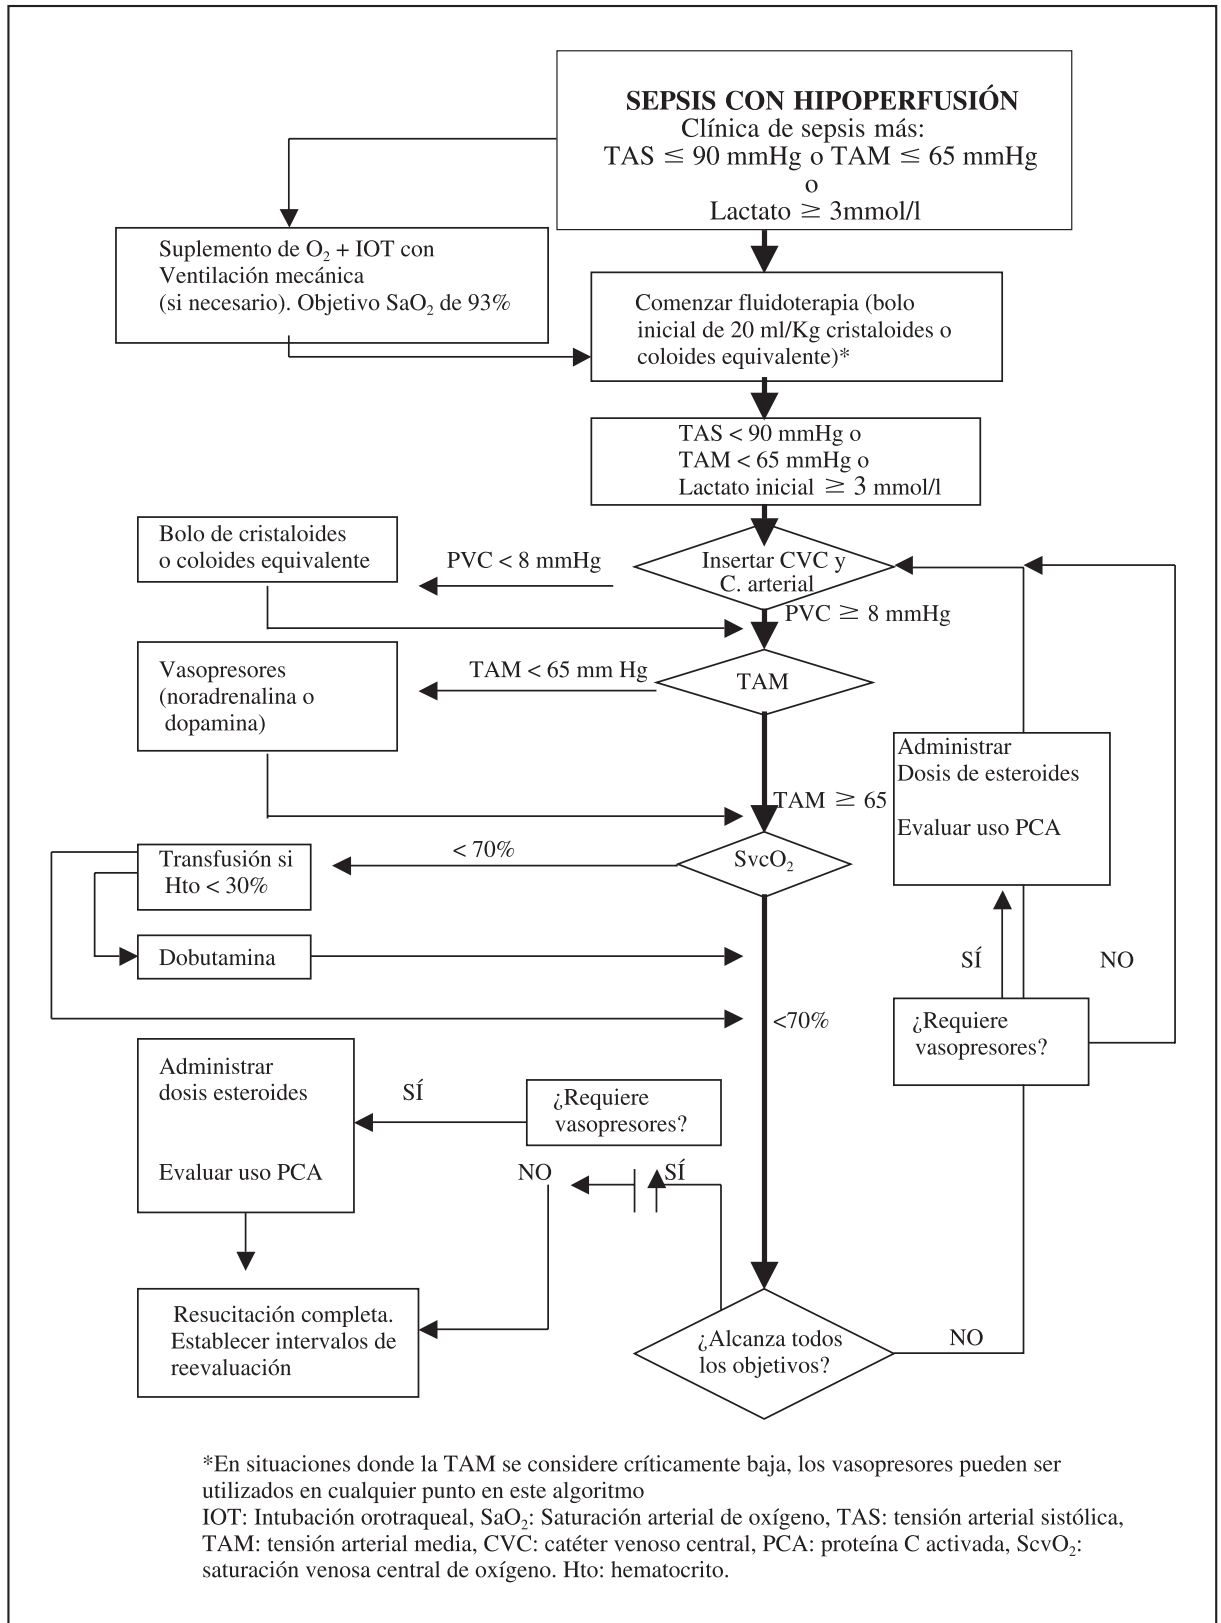 SEPSIS CON HIPOPERFUSIÓN
Clínica de sepsis más:
TAS ≤ 90 mmHg o TAM ≤ 65 mmHg
o
Lactato ≥ 3mmol/l
Suplemento de O₂ + IOT con
Ventilación mecánica
(si necesario). Objetivo SaO₂ de 93%
Comenzar fluidoterapia (bolo
inicial de 20 ml/Kg cristaloides o
coloides equivalente)*
TAS < 90 mmHg o
TAM < 65 mmHg o
Lactato inicial ≥ 3 mmol/l
Bolo de cristaloides
o coloides equivalente
PVC < 8 mmHg
Insertar CVC y
C. arterial
PVC ≥ 8 mmHg
Vasopresores
(noradrenalina o
dopamina)
TAM < 65 mm Hg
TAM
Administrar
Dosis de esteroides
Evaluar uso PCA
TAM ≥ 65
Transfusión si
Hto < 30%
< 70%
SvcO₂
Dobutamina
SÍ
NO
<70%
¿Requiere
vasopresores?
Administrar
dosis esteroides
Evaluar uso PCA
SÍ
¿Requiere
vasopresores?
NO
SÍ
Resucitación completa.
Establecer intervalos de
reevaluación
¿Alcanza todos
los objetivos?
NO
*En situaciones donde la TAM se considere críticamente baja, los vasopresores pueden ser
utilizados en cualquier punto en este algoritmo
IOT: Intubación orotraqueal, SaO₂: Saturación arterial de oxígeno, TAS: tensión arterial sistólica,
TAM: tensión arterial media, CVC: catéter venoso central, PCA: proteína C activada, ScvO₂:
saturación venosa central de oxígeno. Hto: hematocrito.